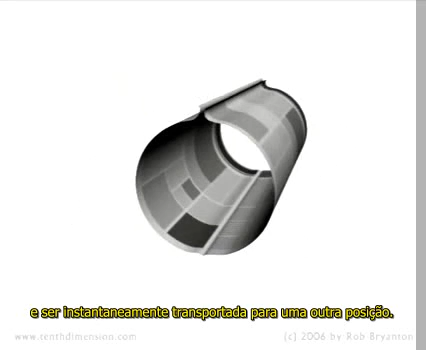 e ser instantaneamente transportada para uma outra posição.
www.tenthdimension.com (c) 2006 by Rob Bryanton